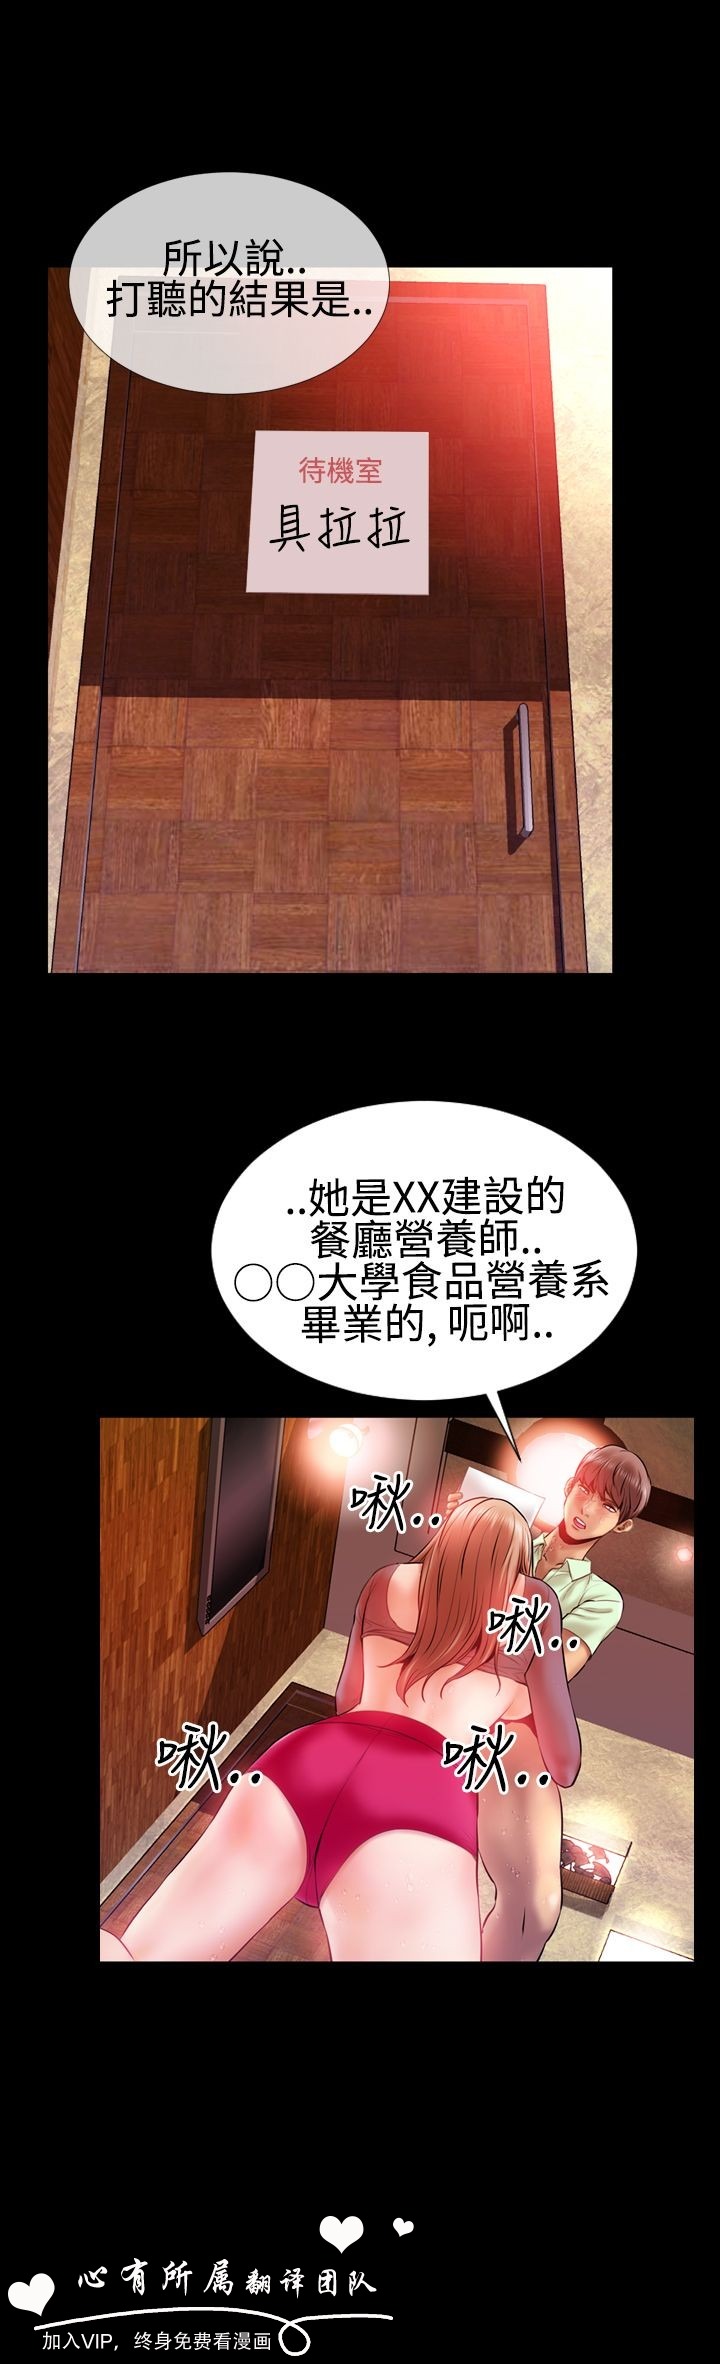 所以說..
打聽的結果是..
待機室
具拉拉
..她是XX建設的
餐廳營養師..
○○大學食品營養系
畢業的, 呃啊..
啾..
啾..
啾..
啾..
心有所属翻译团队
加入VIP，终身免费看漫画